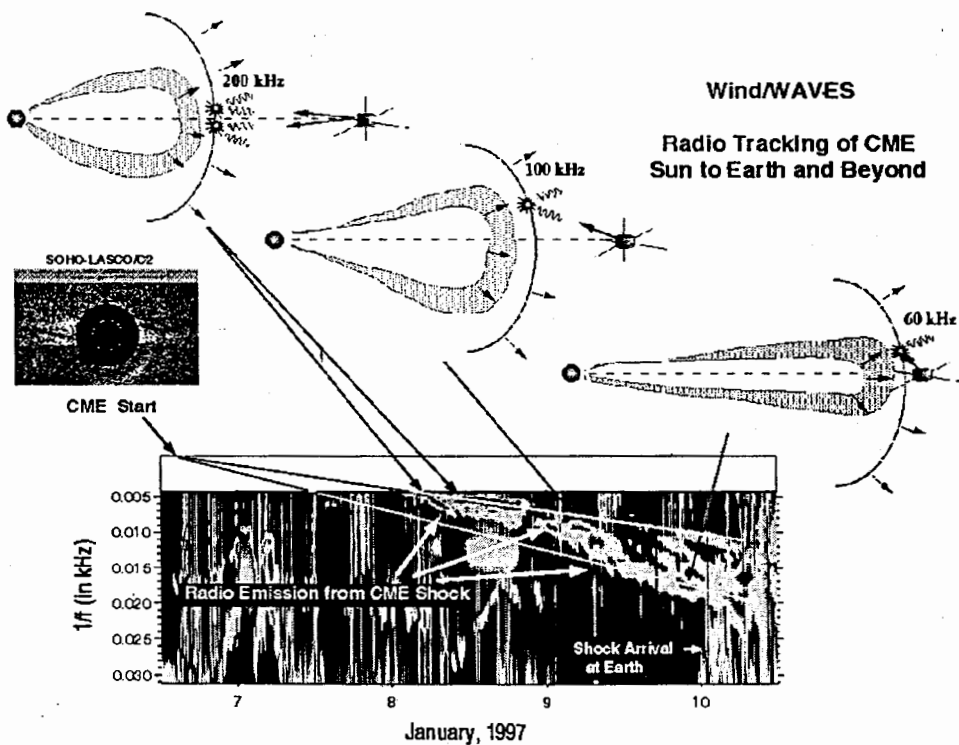 200 kHz
Wind/WAVES
Radio Tracking of CME
Sun to Earth and Beyond
100 kHz
SOHO-LASCO/C2
60 kHz
CME Start
1/f (in kHz)
0.005
0.010
0.015
0.020
0.025
0.030
Radio Emission from CME Shock
Shock Arrival
at Earth
7
8
9
10
January, 1997